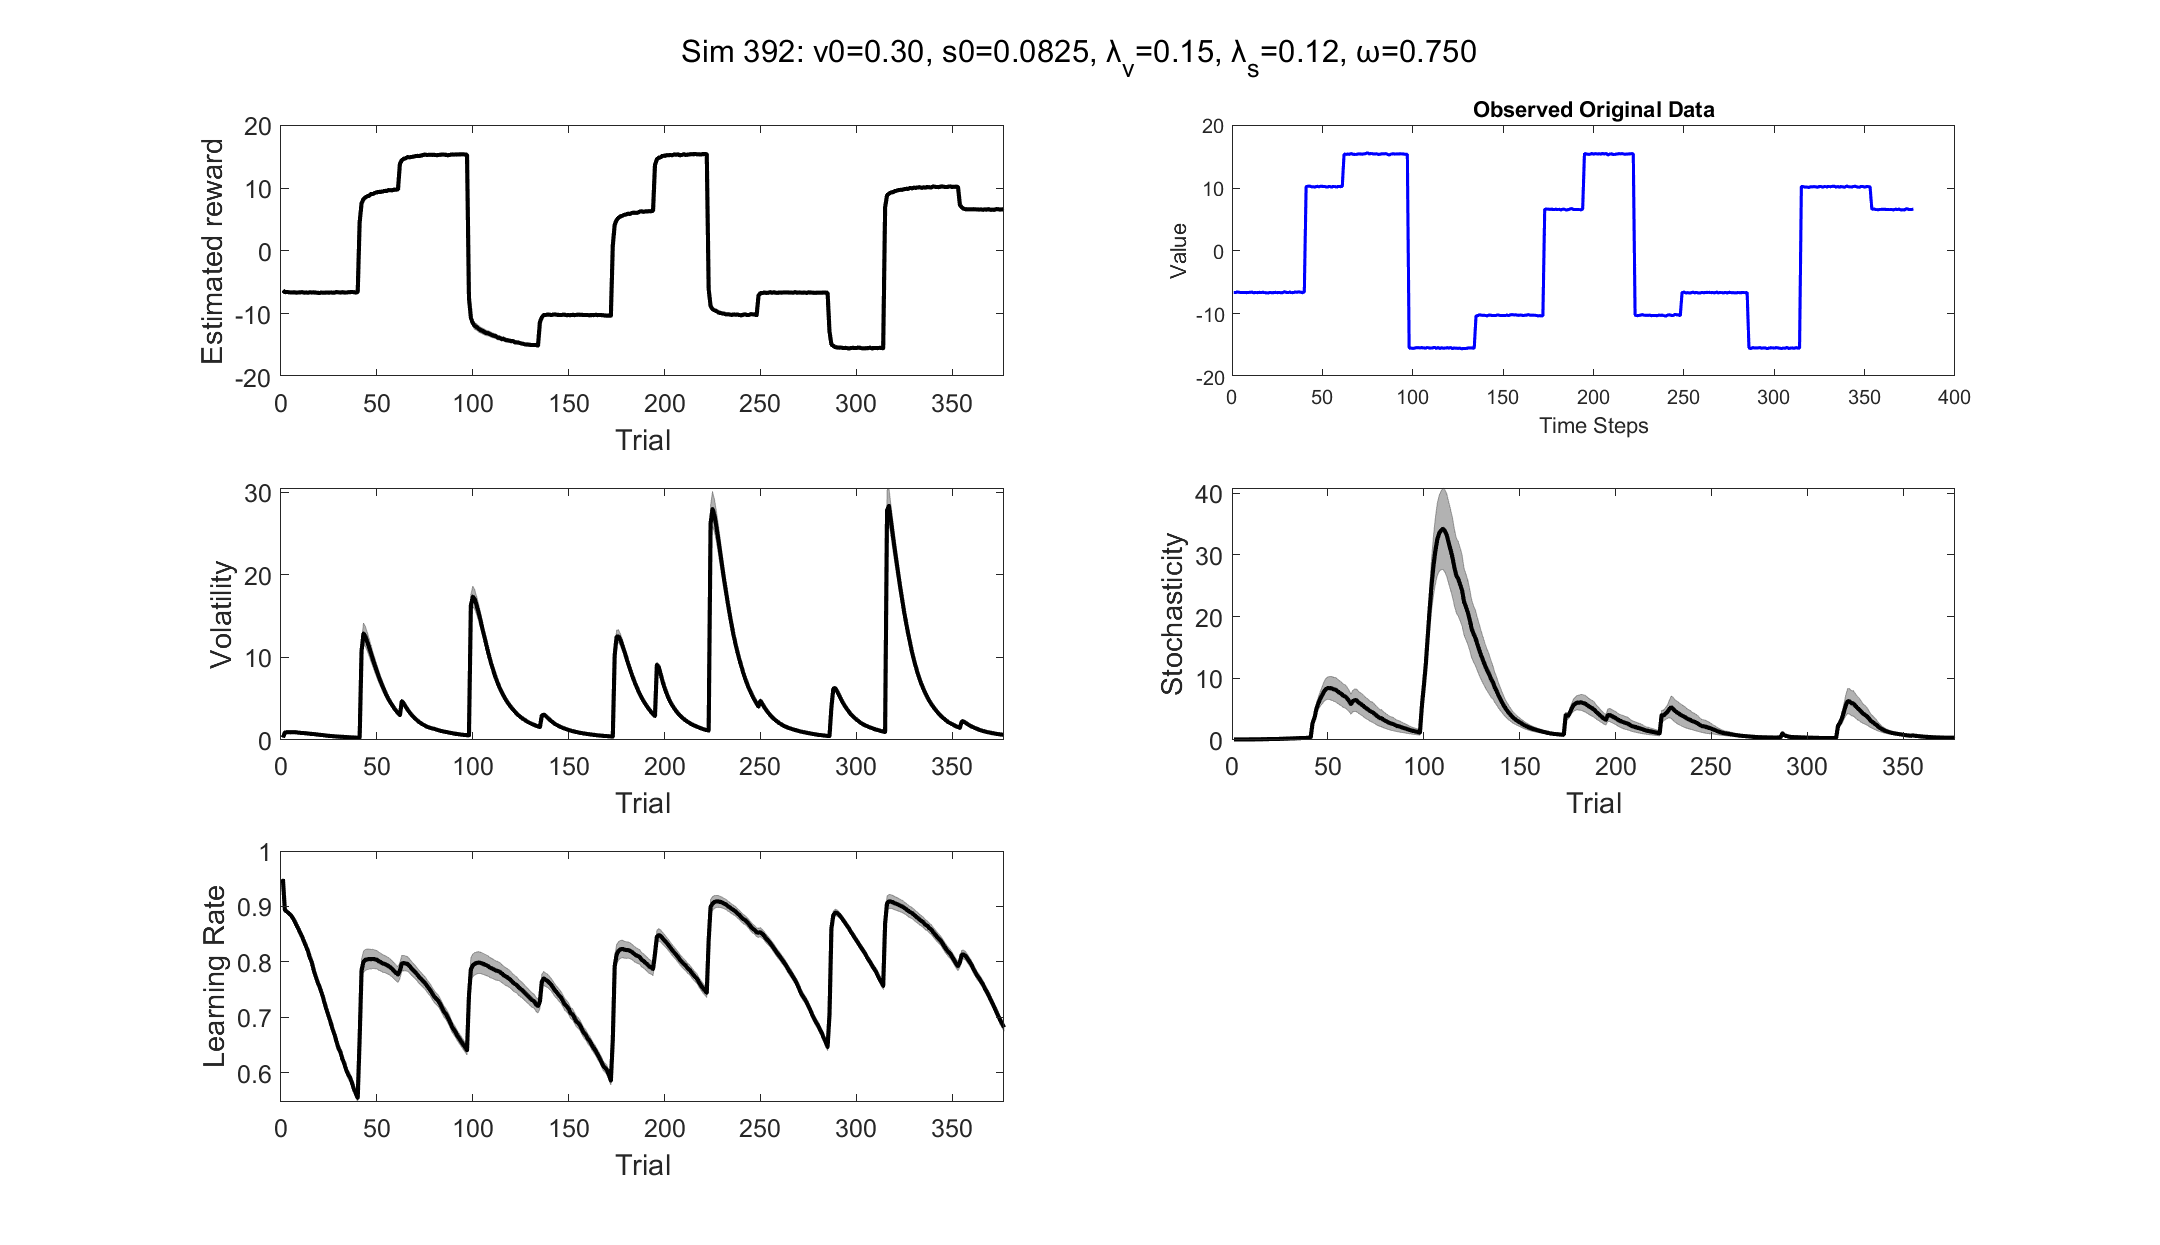 Sim 392: v0=0.30, s0=0.0825, λv=0.15, λs=0.12, ω=0.750
Estimated reward
20
10
0
-10
-20
0 50 100 150 200 250 300 350
Trial
Observed Original Data
Value
20
10
0
-10
-20
0 50 100 150 200 250 300 350 400
Time Steps
Volatility
30
20
10
0
0 50 100 150 200 250 300 350
Trial
Stochasticity
40
30
20
10
0
0 50 100 150 200 250 300 350
Trial
Learning Rate
1
0.9
0.8
0.7
0.6
0 50 100 150 200 250 300 350
Trial